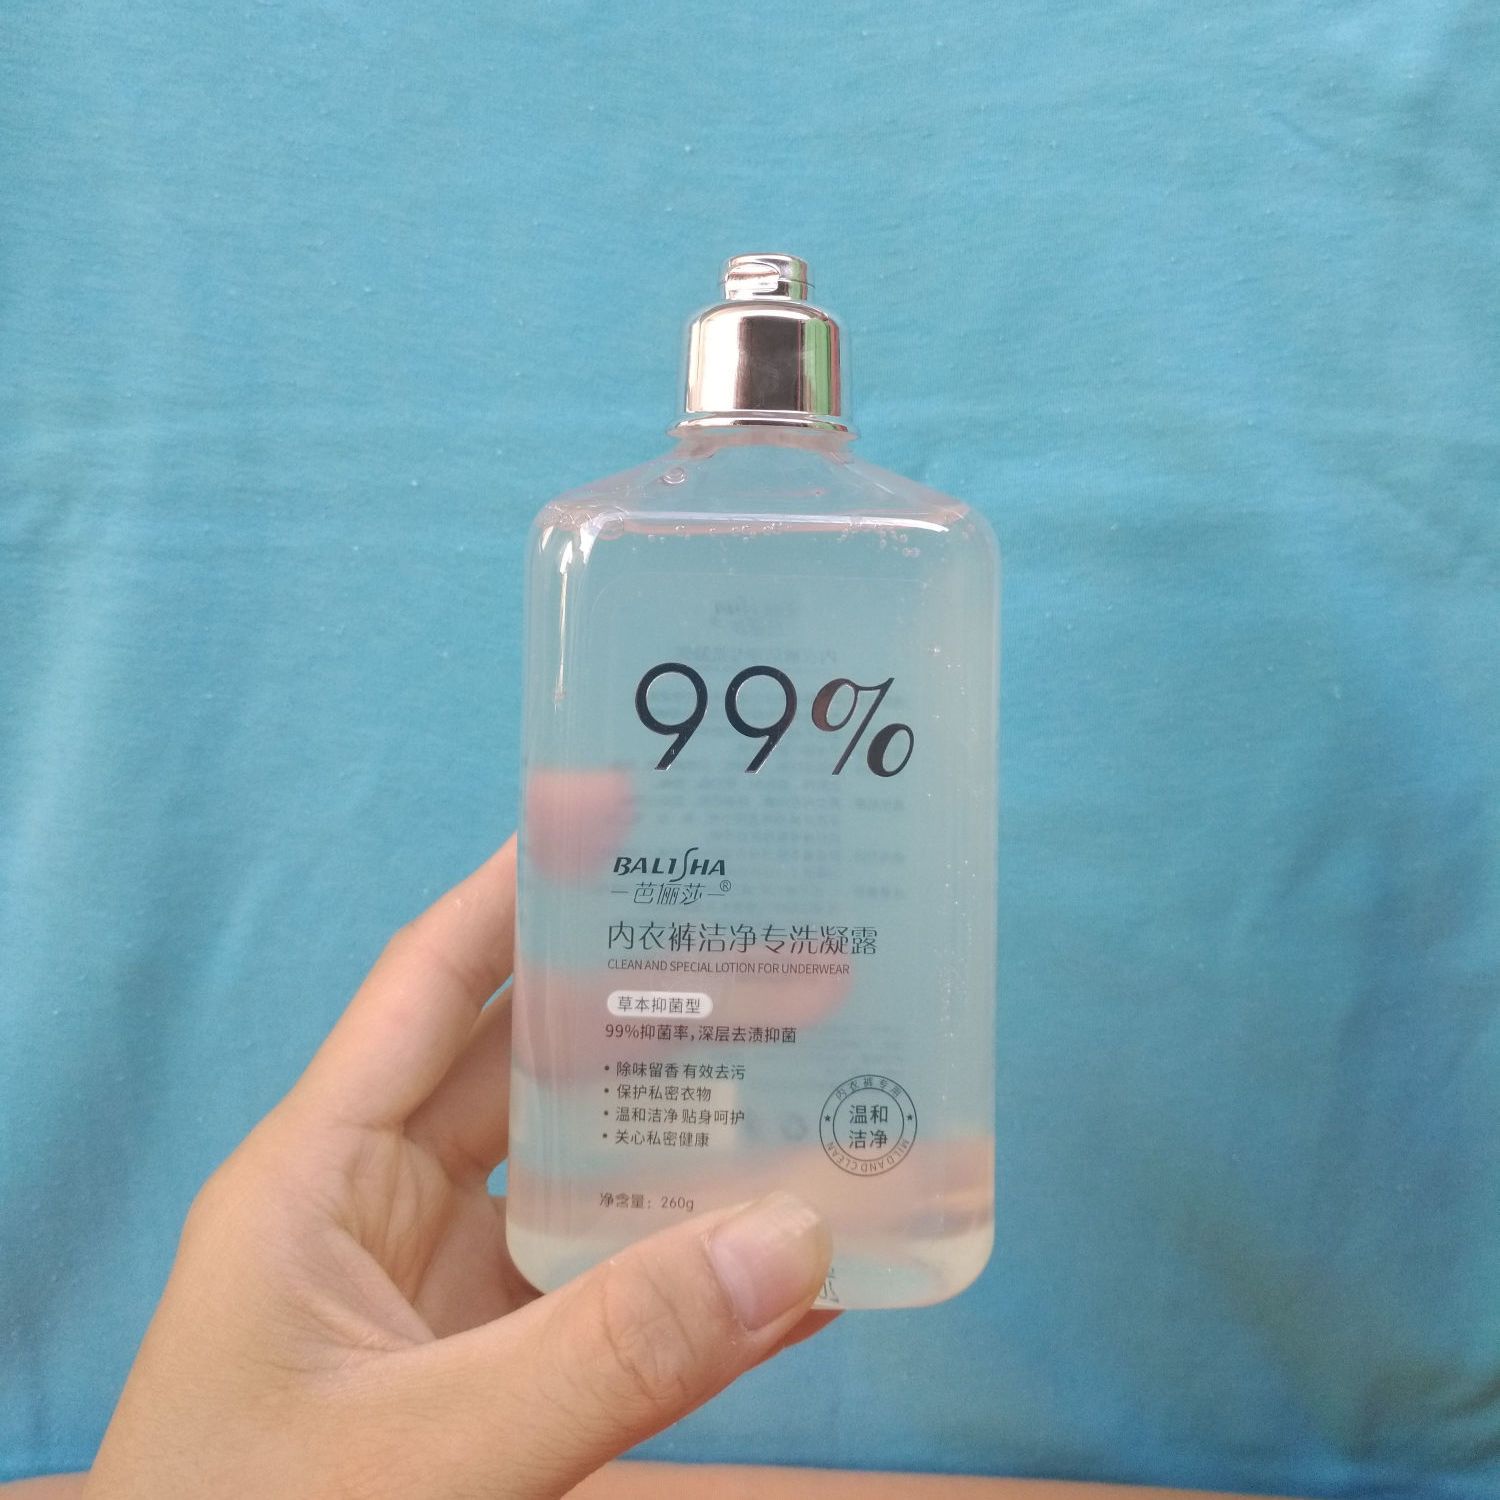 99%
BALISHA
芭俪莎®
内衣裤洁净专洗凝露
CLEAN AND SPECIAL LOTION FOR UNDERWEAR
草本抑菌型
99%抑菌率,深层去渍抑菌
• 除味留香 有效去污
• 保护私密衣物
• 温和洁净 贴身呵护
• 关心私密健康
内衣裤专用
温和
洁净
MILD AND CLEAN
净含量：260g